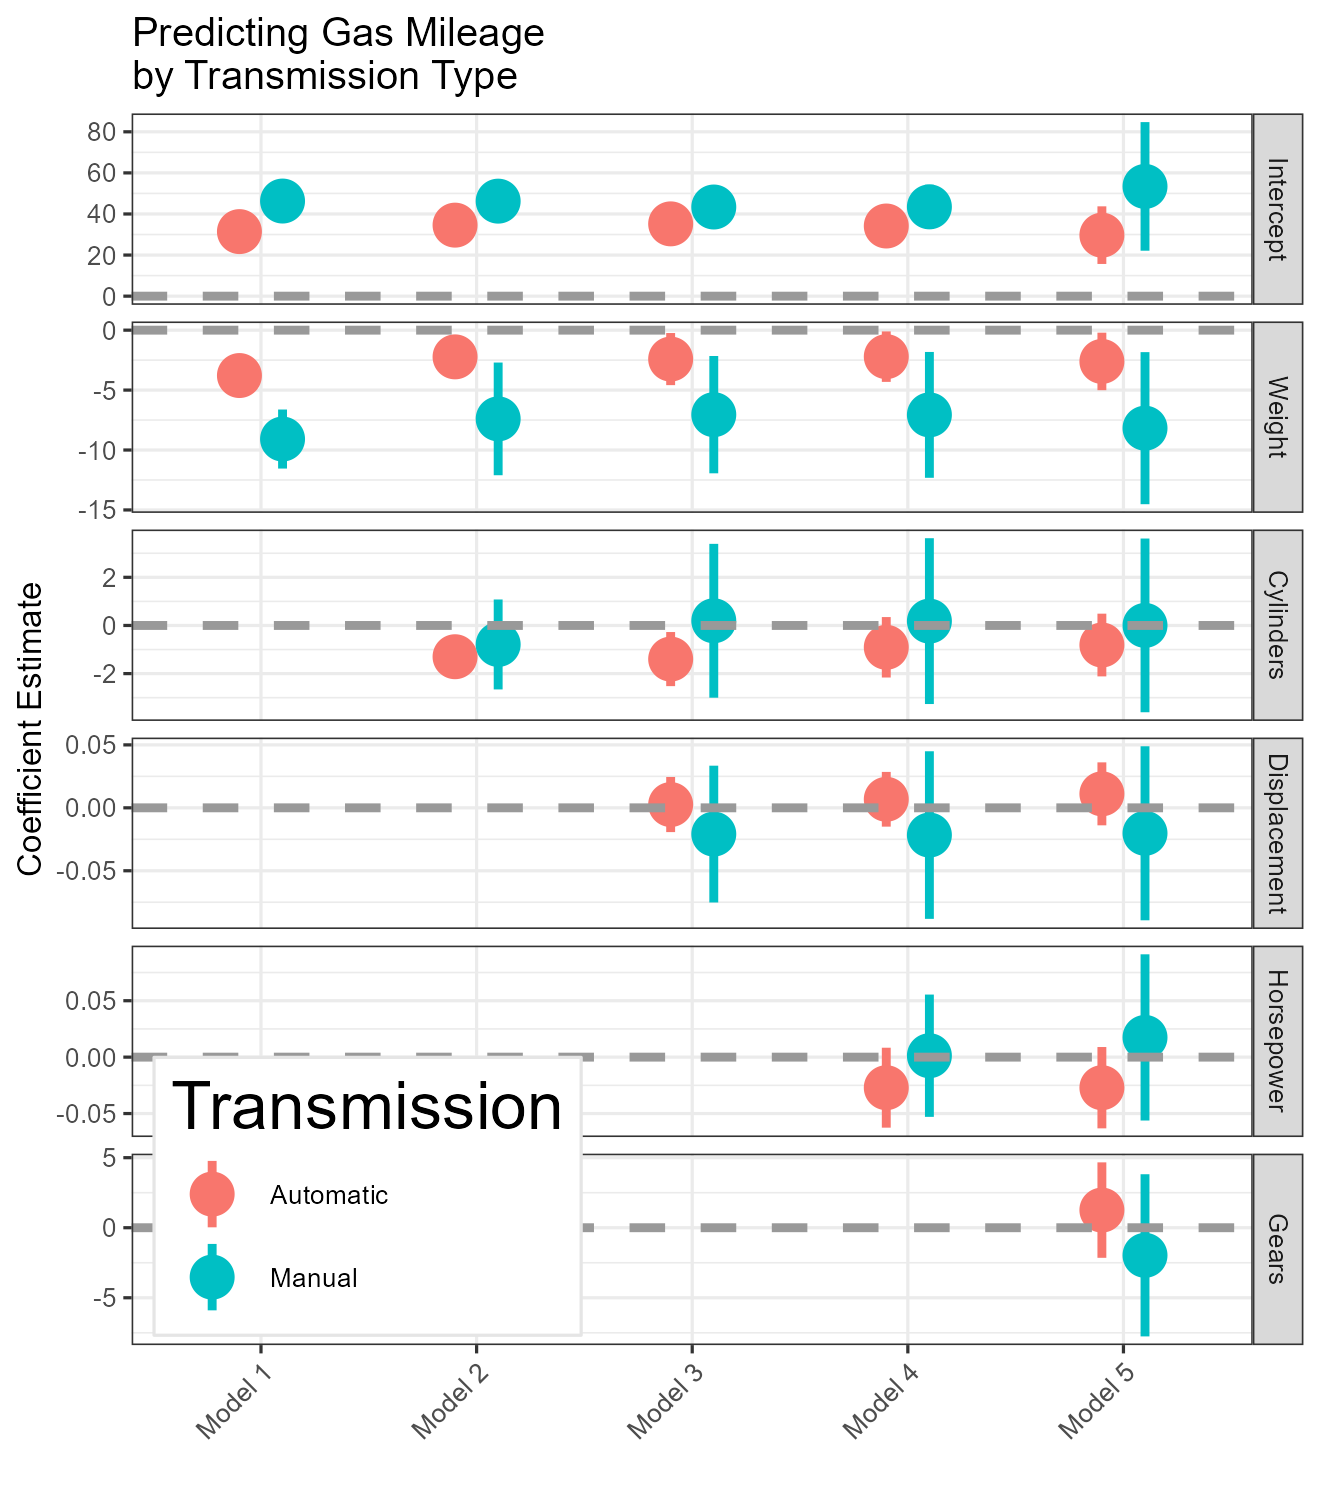 Predicting Gas Mileage
by Transmission Type
Coefficient Estimate
80
60
40
20
0
Intercept
0
-5
-10
-15
Weight
2
0
-2
Cylinders
0.05
0.00
-0.05
Displacement
0.05
0.00
-0.05
Horsepower
5
0
-5
Gears
Transmission
Automatic
Manual
Model 1
Model 2
Model 3
Model 4
Model 5